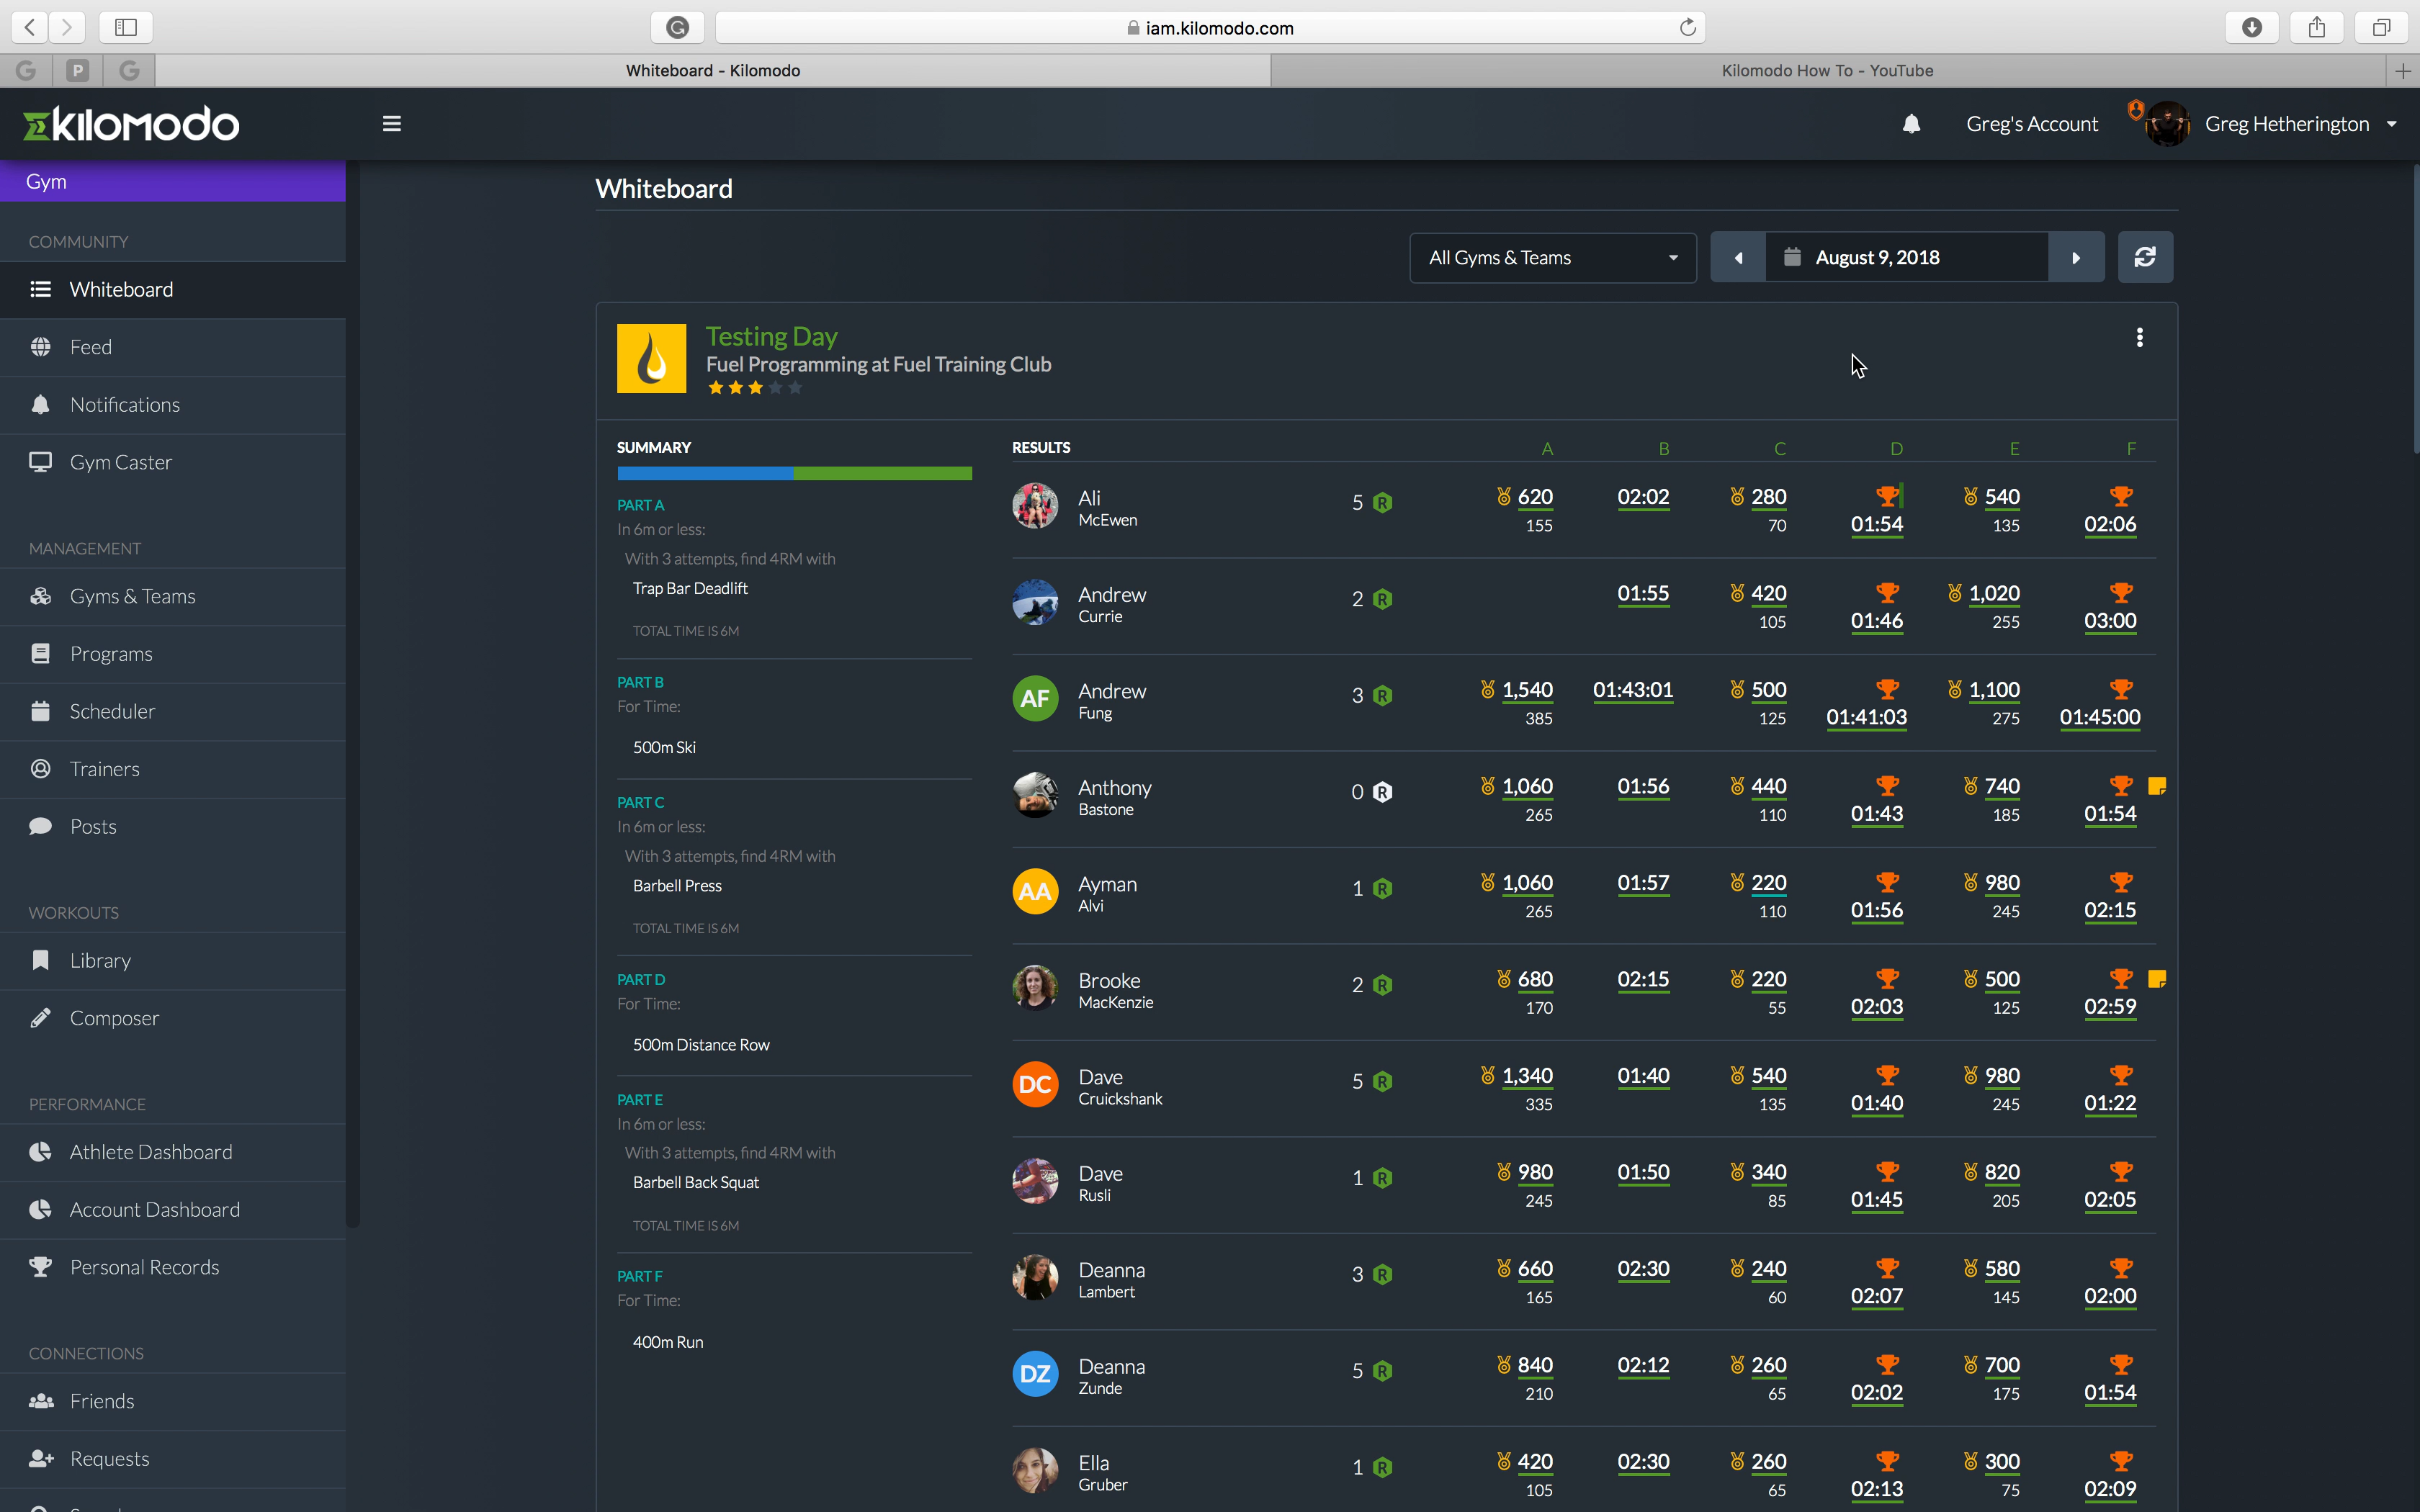 iam.kilomodo.com
G
P
G
Whiteboard - Kilomodo
Kilomodo How To - YouTube
kilomodo
Greg's Account
Greg Hetherington
Gym
COMMUNITY
Whiteboard
Feed
Notifications
Gym Caster
MANAGEMENT
Gyms & Teams
Programs
Scheduler
Trainers
Posts
WORKOUTS
Library
Composer
PERFORMANCE
Athlete Dashboard
Account Dashboard
Personal Records
CONNECTIONS
Friends
Requests
Whiteboard
All Gyms & Teams
August 9, 2018
Testing Day
Fuel Programming at Fuel Training Club
SUMMARY
PART A
In 6m or less:
With 3 attempts, find 4RM with
Trap Bar Deadlift
TOTAL TIME IS 6M
PART B
For Time:
500m Ski
PART C
In 6m or less:
With 3 attempts, find 4RM with
Barbell Press
TOTAL TIME IS 6M
PART D
For Time:
500m Distance Row
PART E
In 6m or less:
With 3 attempts, find 4RM with
Barbell Back Squat
TOTAL TIME IS 6M
PART F
For Time:
400m Run
RESULTS A B C D E F
Ali McEwen 5 R 620 02:02 280 540
155 70 01:54 135 02:06
Andrew Currie 2 R 01:55 420 1,020
105 01:46 255 03:00
AF Andrew Fung 3 R 1,540 01:43:01 500 1,100
385 125 01:41:03 275 01:45:00
Anthony Bastone 0 R 1,060 01:56 440 740
265 110 01:43 185 01:54
AA Ayman Alvi 1 R 1,060 01:57 220 980
265 110 01:56 245 02:15
Brooke MacKenzie 2 R 680 02:15 220 500
170 55 02:03 125 02:59
DC Dave Cruickshank 5 R 1,340 01:40 540 980
335 135 01:40 245 01:22
Dave Rusli 1 R 980 01:50 340 820
245 85 01:45 205 02:05
Deanna Lambert 3 R 660 02:30 240 580
165 60 02:07 145 02:00
DZ Deanna Zunde 5 R 840 02:12 260 700
210 65 02:02 175 01:54
Ella Gruber 1 R 420 02:30 260 300
105 65 02:13 75 02:09